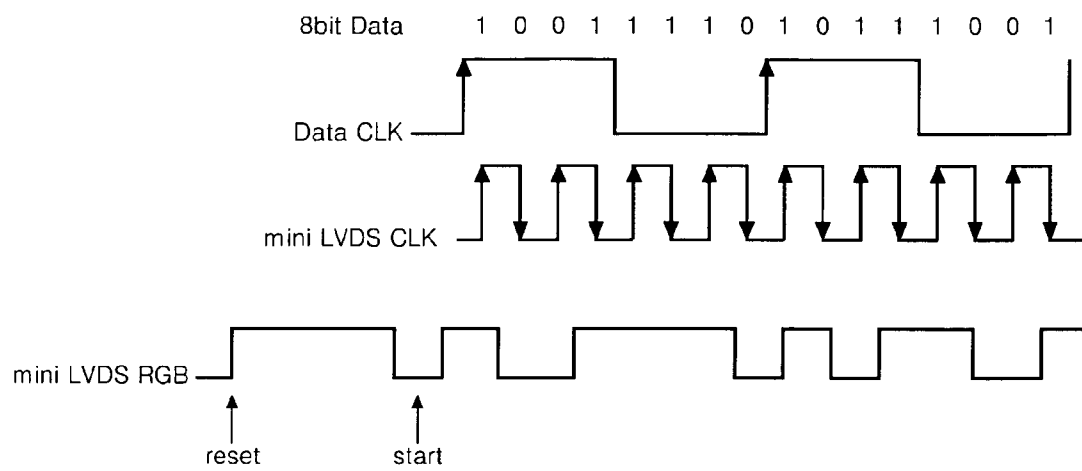 8bit Data 1 0 0 1 1 1 1 0 1 0 1 1 1 0 0 1
Data CLK
mini LVDS CLK
mini LVDS RGB
reset start